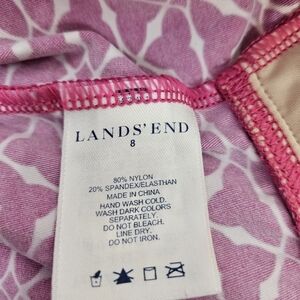 LANDS' END
8
80% NYLON
20% SPANDEX/ELASTHAN
MADE IN CHINA
HAND WASH COLD.
WASH DARK COLORS
SEPARATELY.
DO NOT BLEACH.
LINE DRY.
DO NOT IRON.